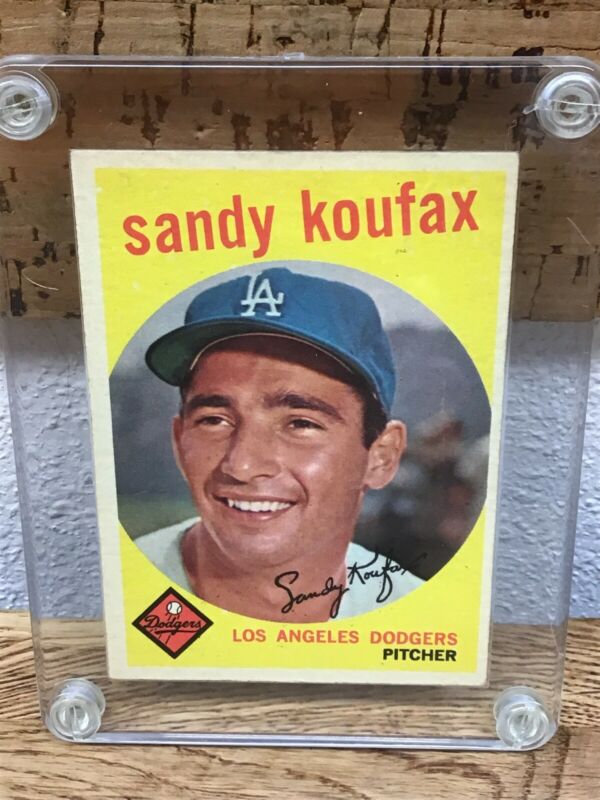 sandy koufax
LA
Sandy Koufax
Dodgers
LOS ANGELES DODGERS
PITCHER